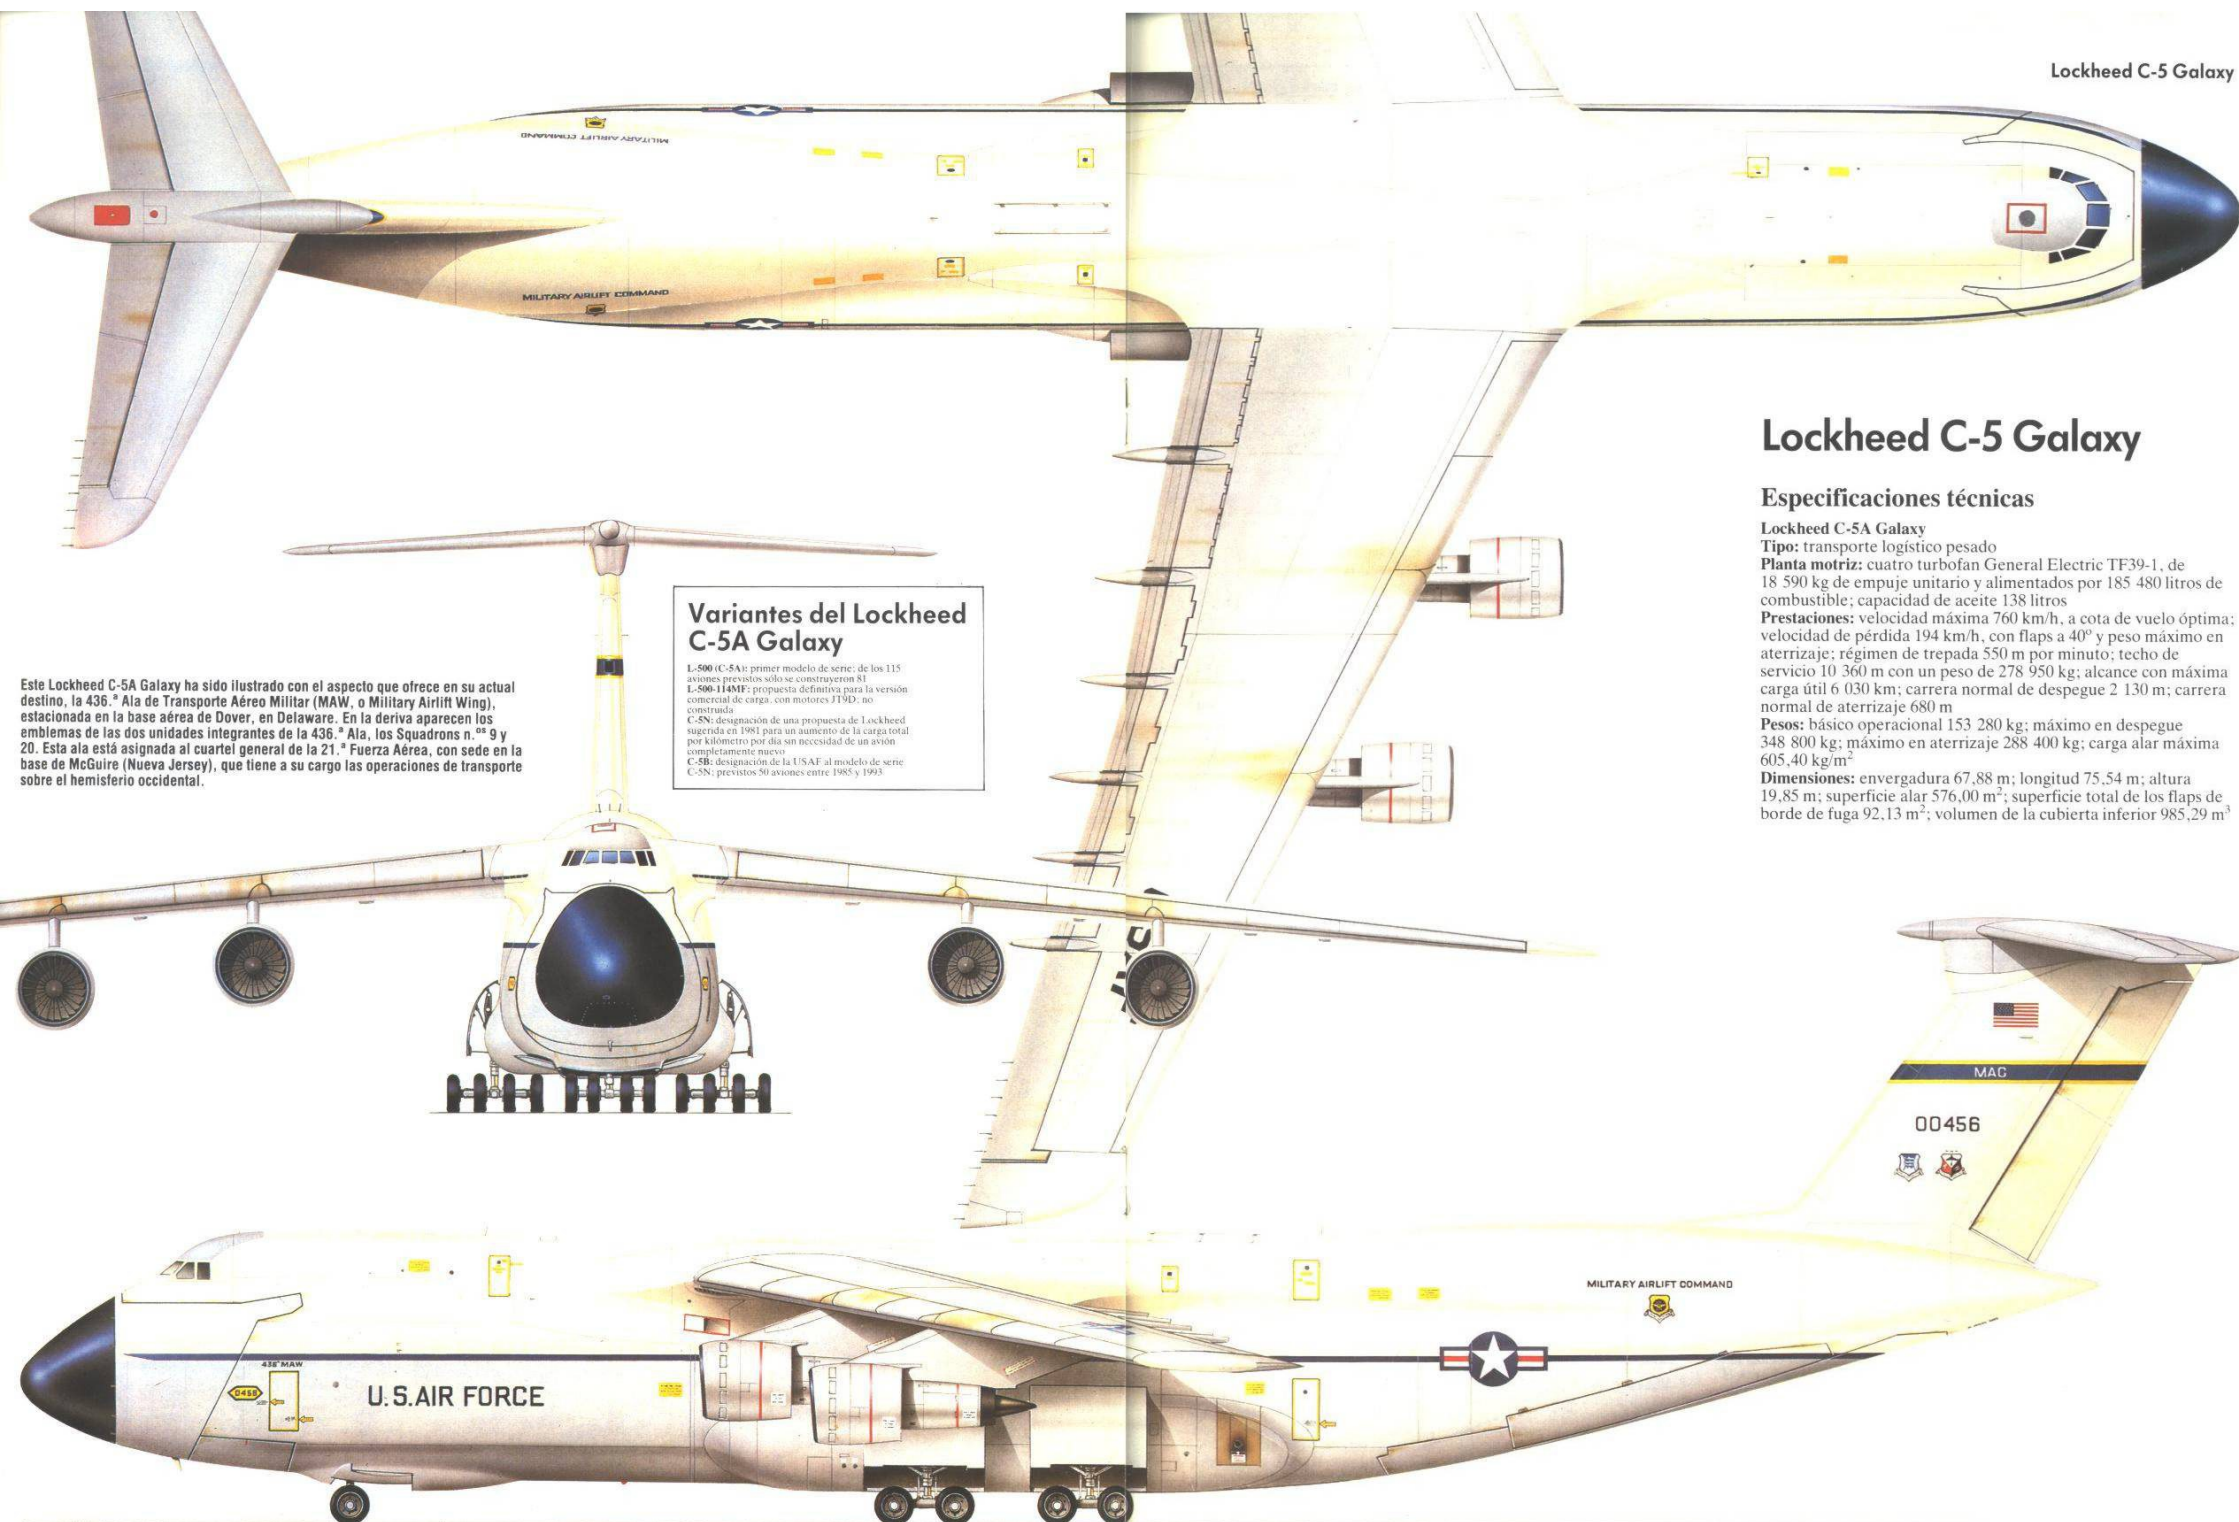 Lockheed C-5 Galaxy
MILITARY AIRLIFT COMMAND
MILITARY AIRLIFT COMMAND
Lockheed C-5 Galaxy
Especificaciones técnicas
Lockheed C-5A Galaxy
Tipo: transporte logístico pesado
Planta motriz: cuatro turbofan General Electric TF39-1, de
18 590 kg de empuje unitario y alimentados por 185 480 litros de
combustible; capacidad de aceite 138 litros
Prestaciones: velocidad máxima 760 km/h, a cota de vuelo óptima;
velocidad de pérdida 194 km/h, con flaps a 40º y peso máximo en
aterrizaje; régimen de trepada 550 m por minuto; techo de
servicio 10 360 m con un peso de 278 950 kg; alcance con máxima
carga útil 6 030 km; carrera normal de despegue 2 130 m; carrera
normal de aterrizaje 680 m
Pesos: básico operacional 153 280 kg; máximo en despegue
348 800 kg; máximo en aterrizaje 288 400 kg; carga alar máxima
605,40 kg/m²
Dimensiones: envergadura 67,88 m; longitud 75,54 m; altura
19,85 m; superficie alar 576,00 m²; superficie total de los flaps de
borde de fuga 92,13 m²; volumen de la cubierta inferior 985,29 m³
Variantes del Lockheed
C-5A Galaxy
L-500 (C-5A): primer modelo de serie; de los 115
aviones previstos sólo se construyeron 81
L-500-114MF: propuesta definitiva para la versión
comercial de carga, con motores JT9D; no
construida
C-5N: designación de una propuesta de Lockheed
sugerida en 1981 para un aumento de la carga total
por kilómetro por día sin necesidad de un avión
completamente nuevo
C-5B: designación de la USAF al modelo de serie
C-5N; previstos 50 aviones entre 1985 y 1993
Este Lockheed C-5A Galaxy ha sido ilustrado con el aspecto que ofrece en su actual
destino, la 436.ª Ala de Transporte Aéreo Militar (MAW, o Military Airlift Wing),
estacionada en la base aérea de Dover, en Delaware. En la deriva aparecen los
emblemas de las dos unidades integrantes de la 436.ª Ala, los Squadrons n.ºˢ 9 y
20. Esta ala está asignada al cuartel general de la 21.ª Fuerza Aérea, con sede en la
base de McGuire (Nueva Jersey), que tiene a su cargo las operaciones de transporte
sobre el hemisferio occidental.
MAC
00456
MILITARY AIRLIFT COMMAND
U.S.AIR FORCE